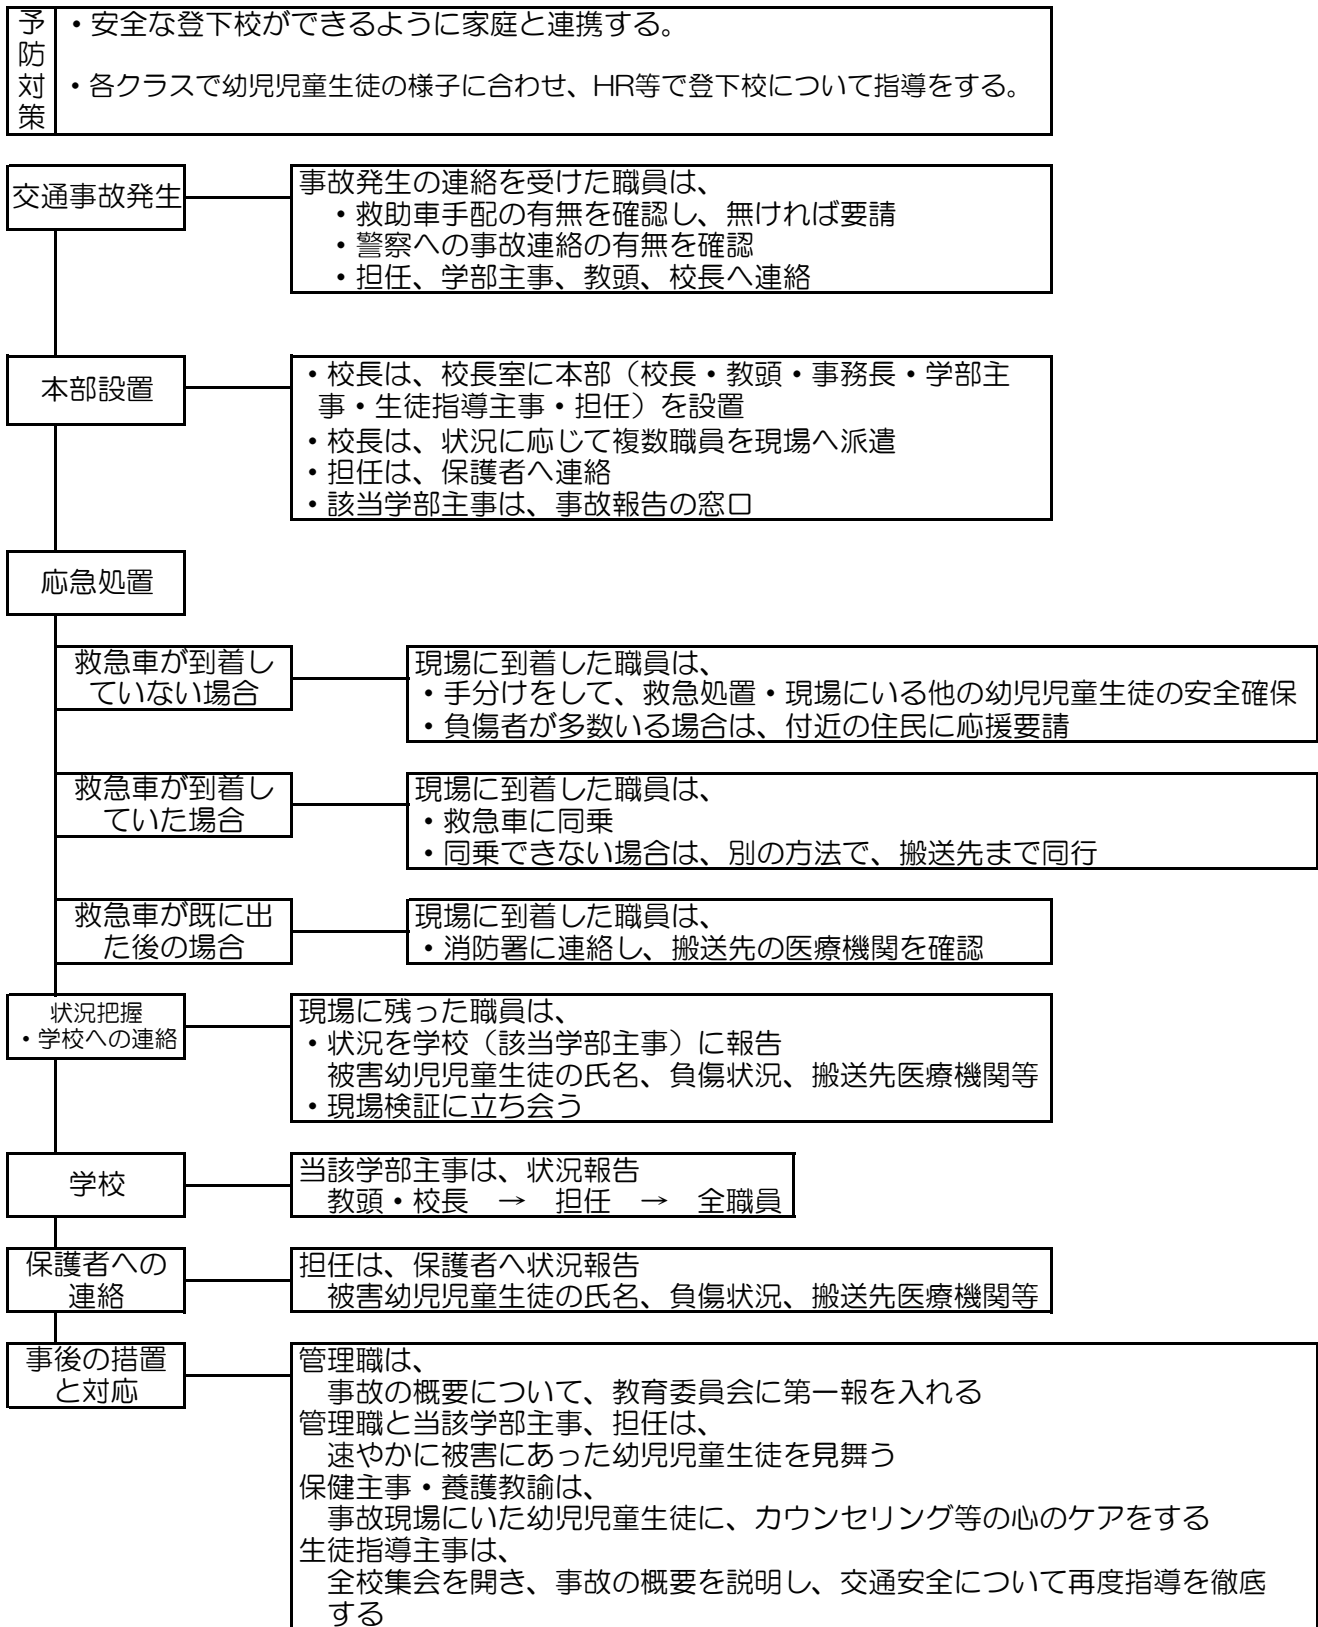 予防対策
・安全な登下校ができるように家庭と連携する。
・各クラスで幼児児童生徒の様子に合わせ、HR等で登下校について指導をする。
交通事故発生
事故発生の連絡を受けた職員は、
・救助車手配の有無を確認し、無ければ要請
・警察への事故連絡の有無を確認
・担任、学部主事、教頭、校長へ連絡
本部設置
・校長は、校長室に本部（校長・教頭・事務長・学部主
事・生徒指導主事・担任）を設置
・校長は、状況に応じて複数職員を現場へ派遣
・担任は、保護者へ連絡
・該当学部主事は、事故報告の窓口
応急処置
救急車が到着し
ていない場合
現場に到着した職員は、
・手分けをして、救急処置・現場にいる他の幼児児童生徒の安全確保
・負傷者が多数いる場合は、付近の住民に応援要請
救急車が到着し
ていた場合
現場に到着した職員は、
・救急車に同乗
・同乗できない場合は、別の方法で、搬送先まで同行
救急車が既に出
た後の場合
現場に到着した職員は、
・消防署に連絡し、搬送先の医療機関を確認
状況把握
・学校への連絡
現場に残った職員は、
・状況を学校（該当学部主事）に報告
被害幼児児童生徒の氏名、負傷状況、搬送先医療機関等
・現場検証に立ち会う
学校
当該学部主事は、状況報告
教頭・校長　→　担任　→　全職員
保護者への
連絡
担任は、保護者へ状況報告
被害幼児児童生徒の氏名、負傷状況、搬送先医療機関等
事後の措置
と対応
管理職は、
事故の概要について、教育委員会に第一報を入れる
管理職と当該学部主事、担任は、
速やかに被害にあった幼児児童生徒を見舞う
保健主事・養護教諭は、
事故現場にいた幼児児童生徒に、カウンセリング等の心のケアをする
生徒指導主事は、
全校集会を開き、事故の概要を説明し、交通安全について再度指導を徹底
する